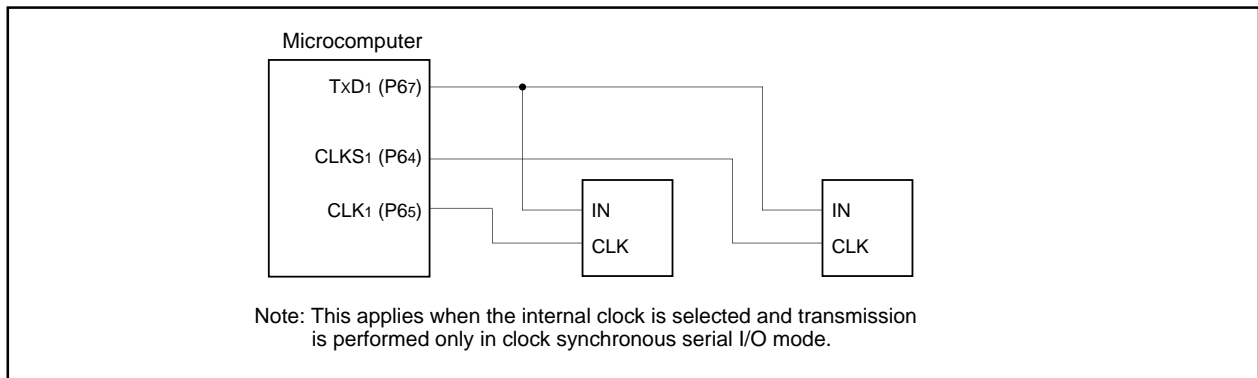 Microcomputer
TxD1 (P67)
CLKS1 (P64)
CLK1 (P65)
IN
CLK
IN
CLK
Note: This applies when the internal clock is selected and transmission
is performed only in clock synchronous serial I/O mode.